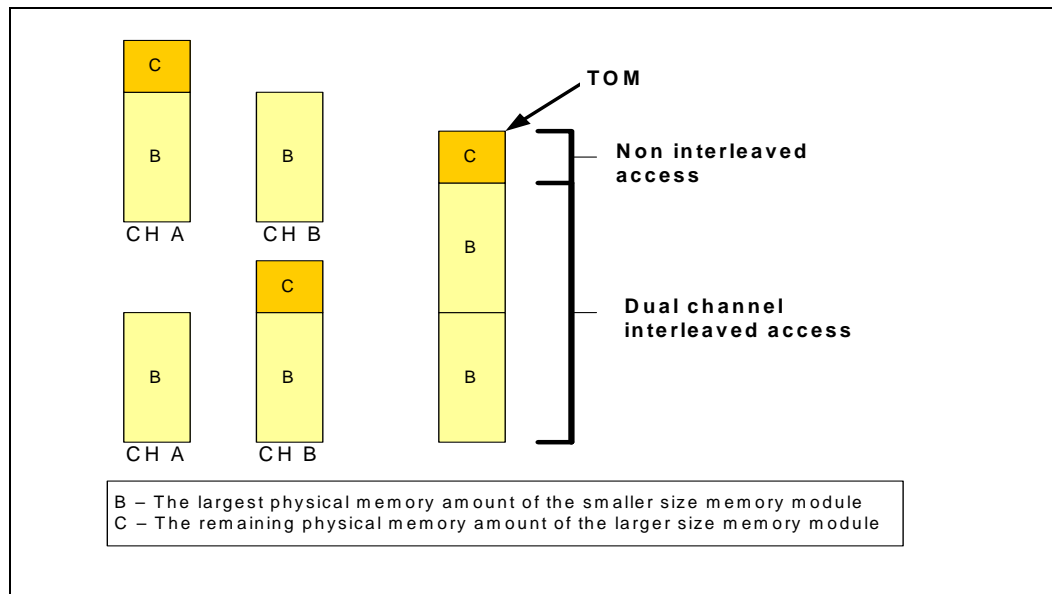 C
B
CH A
B
CH B
B
CH A
C
B
CH B
TOM
C
B
B
Non interleaved
access
Dual channel
interleaved access
B – The largest physical memory amount of the smaller size memory module
C – The remaining physical memory amount of the larger size memory module